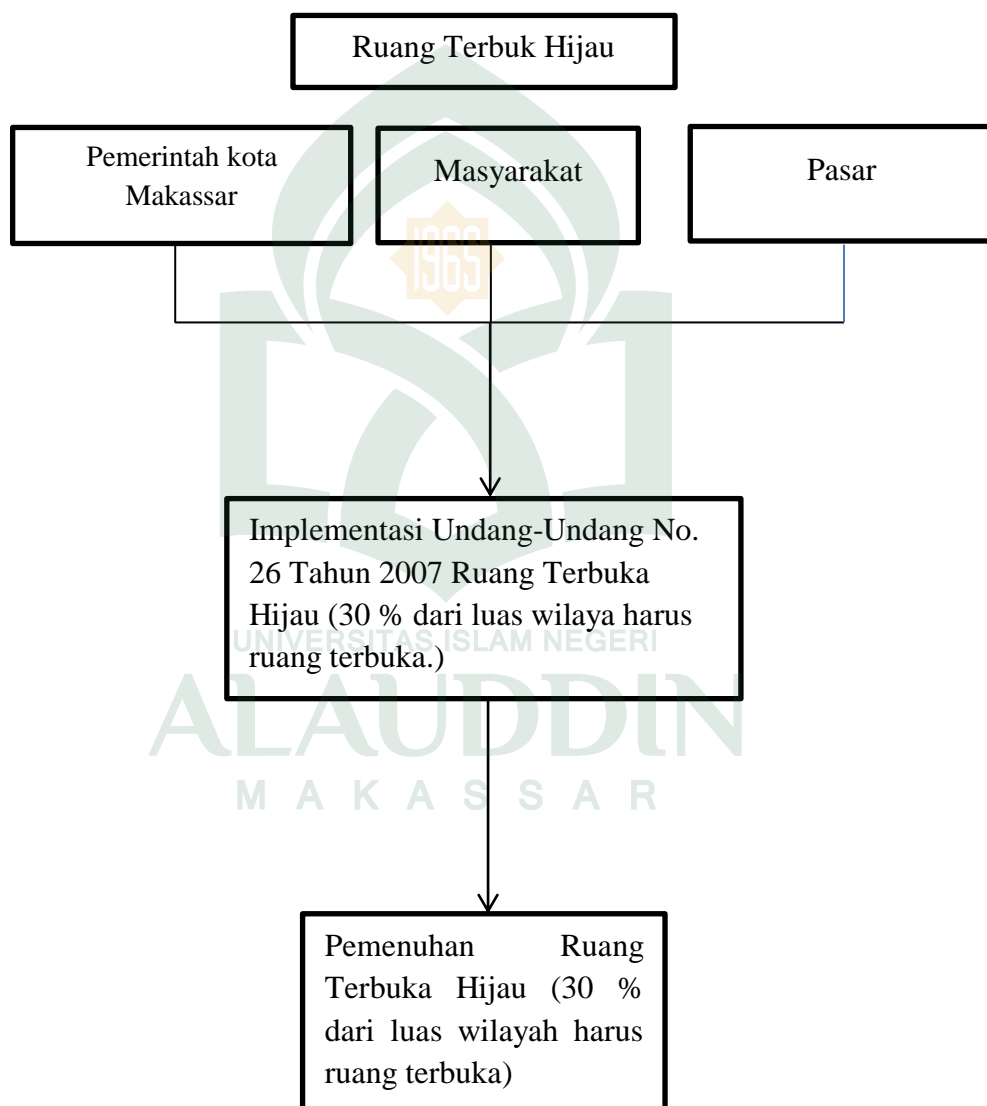 Ruang Terbuk Hijau
Pemerintah kota
Makassar
Masyarakat
Pasar
1965
Implementasi Undang-Undang No.
26 Tahun 2007 Ruang Terbuka
Hijau (30 % dari luas wilaya harus
ruang terbuka.)
UNIVERSITAS ISLAM NEGERI
ALAUDDIN
MAKASSAR
Pemenuhan Ruang
Terbuka Hijau (30 %
dari luas wilayah harus
ruang terbuka)